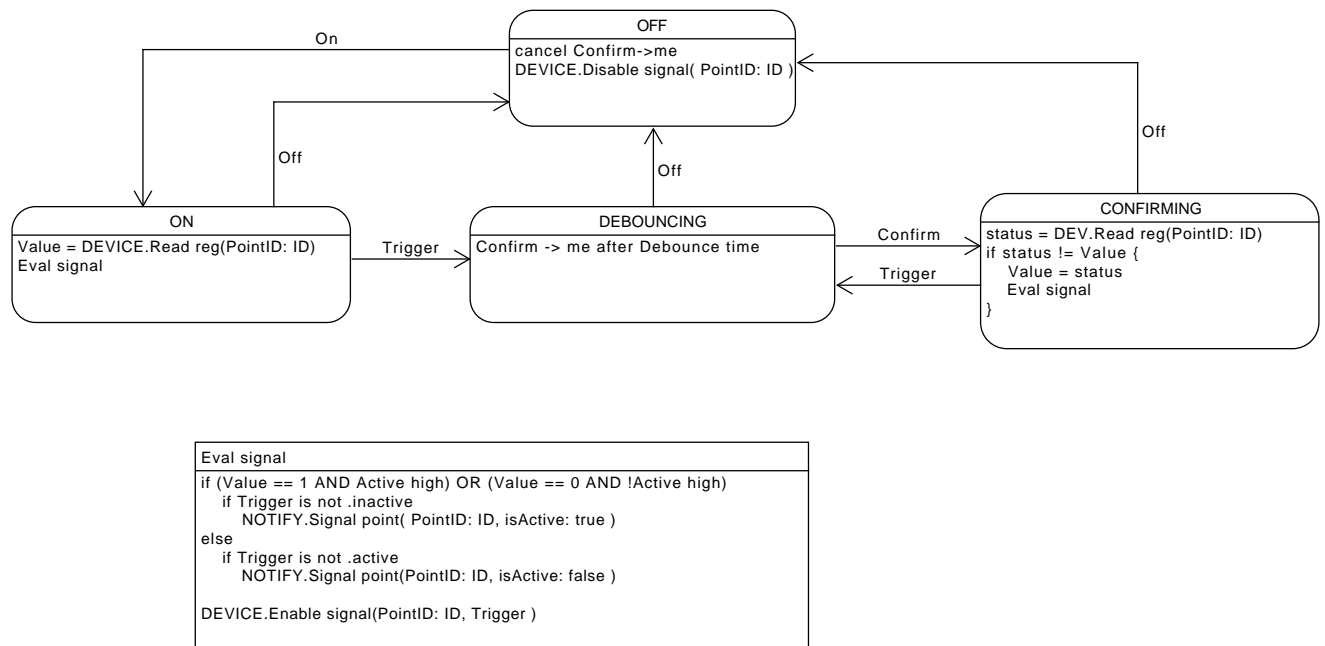 OFF
cancel Confirm->me
DEVICE.Disable signal( PointID: ID )
On
Off
Off
Off
ON
Value = DEVICE.Read reg(PointID: ID)
Eval signal
Trigger
DEBOUNCING
Confirm -> me after Debounce time
Confirm
Trigger
CONFIRMING
status = DEV.Read reg(PointID: ID)
if status != Value {
Value = status
Eval signal
}
Eval signal
if (Value == 1 AND Active high) OR (Value == 0 AND !Active high)
if Trigger is not .inactive
NOTIFY.Signal point( PointID: ID, isActive: true )
else
if Trigger is not .active
NOTIFY.Signal point(PointID: ID, isActive: false )
DEVICE.Enable signal(PointID: ID, Trigger )